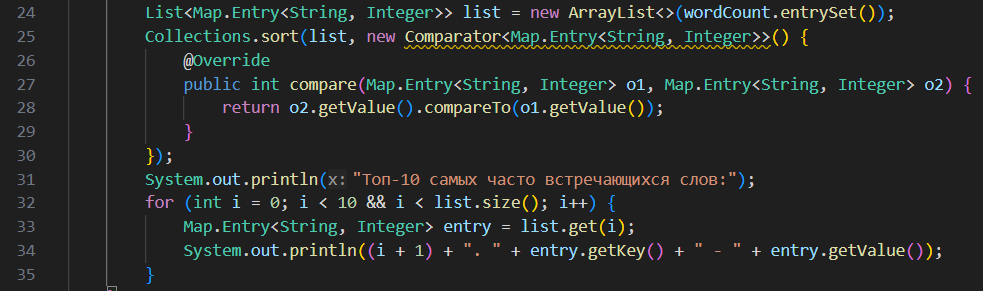 24 List<Map.Entry<String, Integer>> list = new ArrayList<>(wordCount.entrySet());
25 Collections.sort(list, new Comparator<Map.Entry<String, Integer>>() {
26 @Override
27 public int compare(Map.Entry<String, Integer> o1, Map.Entry<String, Integer> o2) {
28 return o2.getValue().compareTo(o1.getValue());
29 }
30 });
31 System.out.println(x:"Топ-10 самых часто встречающихся слов:");
32 for (int i = 0; i < 10 && i < list.size(); i++) {
33 Map.Entry<String, Integer> entry = list.get(i);
34 System.out.println((i + 1) + ". " + entry.getKey() + " - " + entry.getValue());
35 }